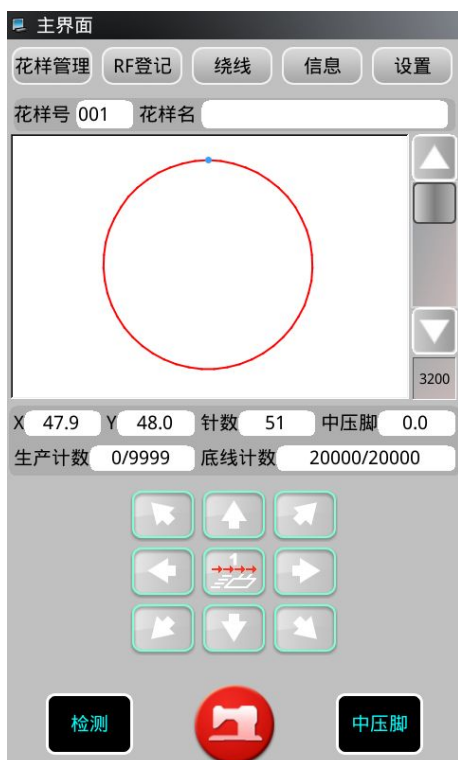 主界面
花样管理 RF登记 绕线 信息 设置
花样号 001 花样名
3200
X 47.9 Y 48.0 针数 51 中压脚 0.0
生产计数 0/9999 底线计数 20000/20000
1
检测 中压脚